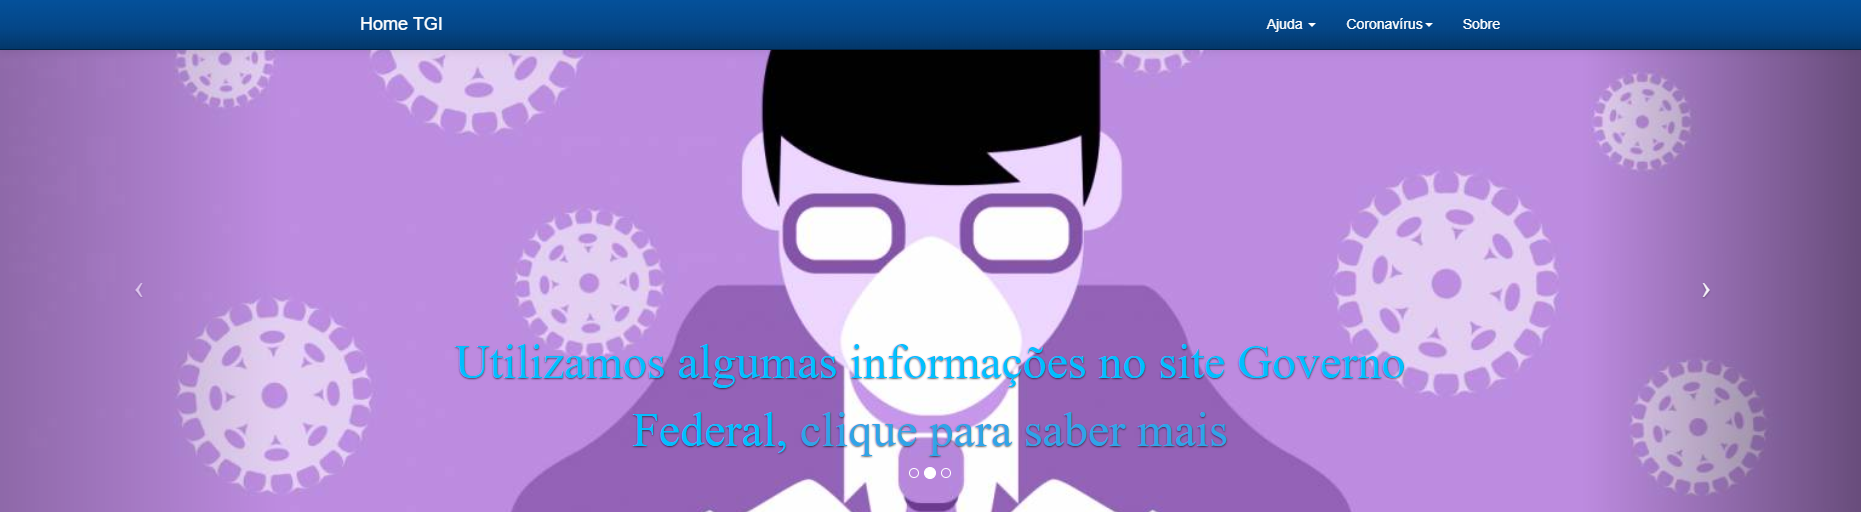 Home TGI
Ajuda
Coronavírus
Sobre
Utilizamos algumas informações no site Governo
Federal, clique para saber mais